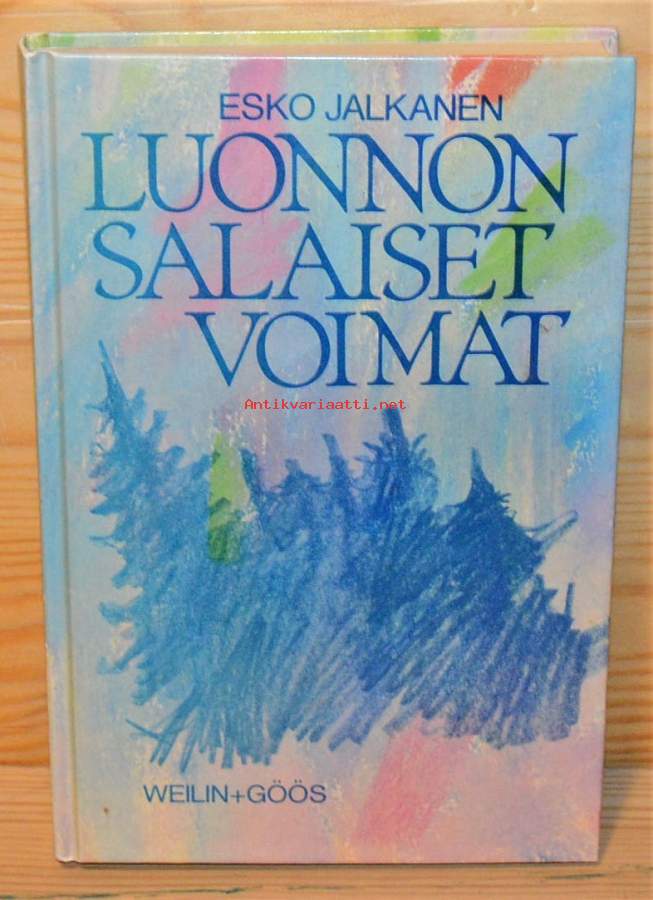 ESKO JALKANEN
LUONNON
SALAISET
VOIMAT
Antikvariaatti.net
WEILIN+GÖÖS